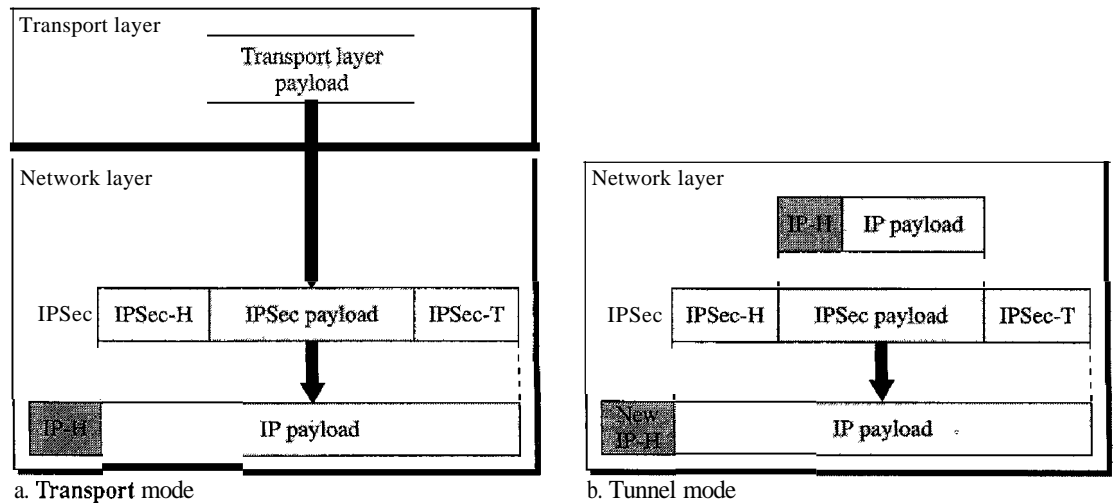 Transport layer
Transport layer
payload
Network layer
IPSec IPSec-H IPSec payload IPSec-T
IP-H IP payload
a. Transport mode
Network layer
IP-H IP payload
IPSec IPSec-H IPSec payload IPSec-T
New
IP-H IP payload
b. Tunnel mode